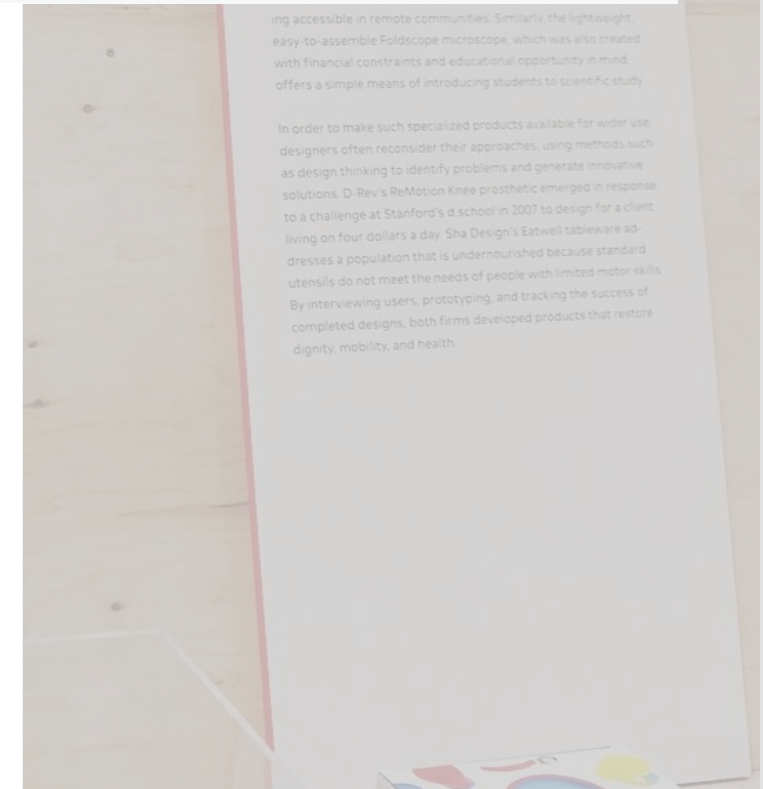 ing accessible in remote communities. Similarly, the lightweight,
easy-to-assemble Foldscope microscope, which was also created
with financial constraints and educational opportunity in mind,
offers a simple means of introducing students to scientific study.
In order to make such specialized products available for wider use,
designers often reconsider their approaches, using methods such
as design thinking to identify problems and generate innovative
solutions. D-Rev's ReMotion Knee prosthetic emerged in response
to a challenge at Stanford's d.school in 2007 to design for a client
living on four dollars a day. Sha Design's Eatwell tableware ad-
dresses a population that is undernourished because standard
utensils do not meet the needs of people with limited motor skills.
By interviewing users, prototyping, and tracking the success of
completed designs, both firms developed products that restore
dignity, mobility, and health.